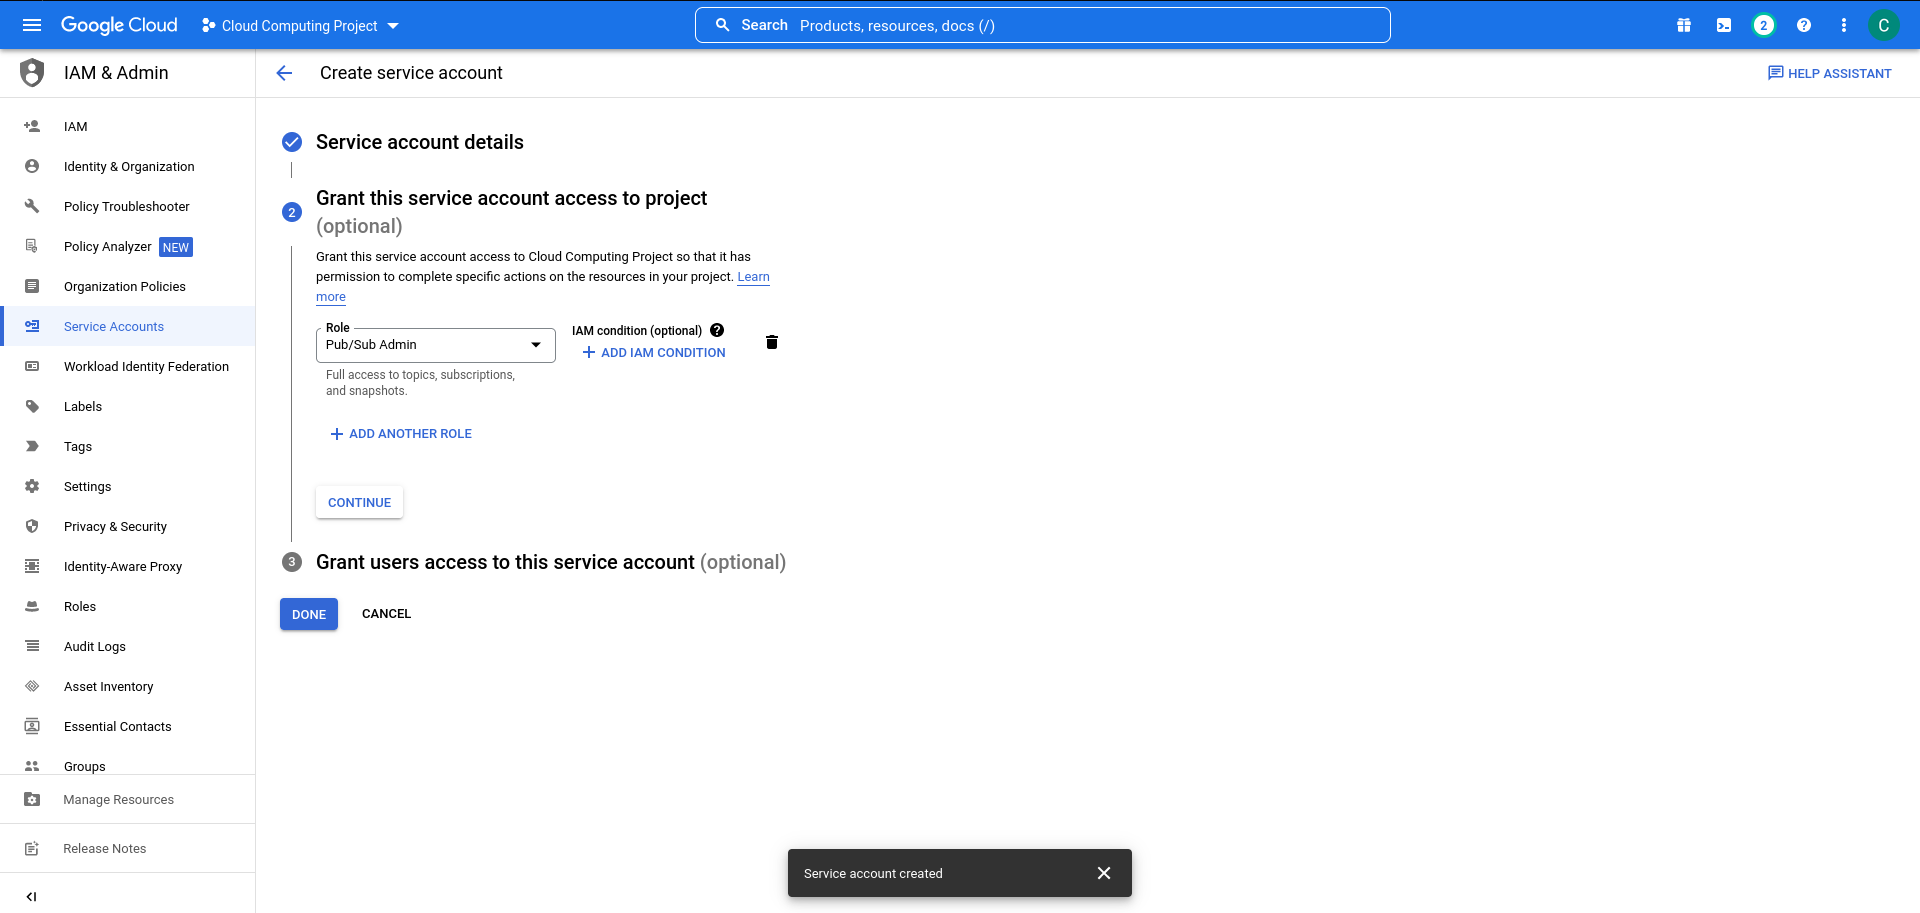 Google Cloud
Cloud Computing Project
Search Products, resources, docs (/)
2
C
IAM & Admin
Create service account
HELP ASSISTANT
IAM
Identity & Organization
Policy Troubleshooter
Policy Analyzer NEW
Organization Policies
Service Accounts
Workload Identity Federation
Labels
Tags
Settings
Privacy & Security
Identity-Aware Proxy
Roles
Audit Logs
Asset Inventory
Essential Contacts
Groups
Manage Resources
Release Notes
Service account details
2
Grant this service account access to project
(optional)
Grant this service account access to Cloud Computing Project so that it has
permission to complete specific actions on the resources in your project. Learn
more
Role
Pub/Sub Admin
IAM condition (optional) ?
ADD IAM CONDITION
Full access to topics, subscriptions,
and snapshots.
ADD ANOTHER ROLE
CONTINUE
3
Grant users access to this service account (optional)
DONE
CANCEL
Service account created